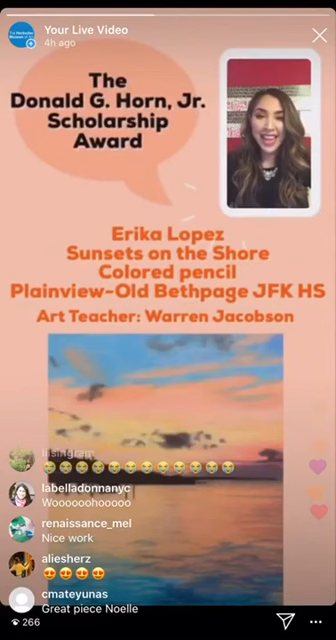 Your Live Video
4h ago
The
Donald G. Horn, Jr.
Scholarship
Award
Erika Lopez
Sunsets on the Shore
Colored pencil
Plainview-Old Bethpage JFK HS
Art Teacher: Warren Jacobson
labelladonnanyc
Woooooohooooo
renaissance_mel
Nice work
aliesherz
😍😍😍😍
cmateyunas
Great piece Noelle
266